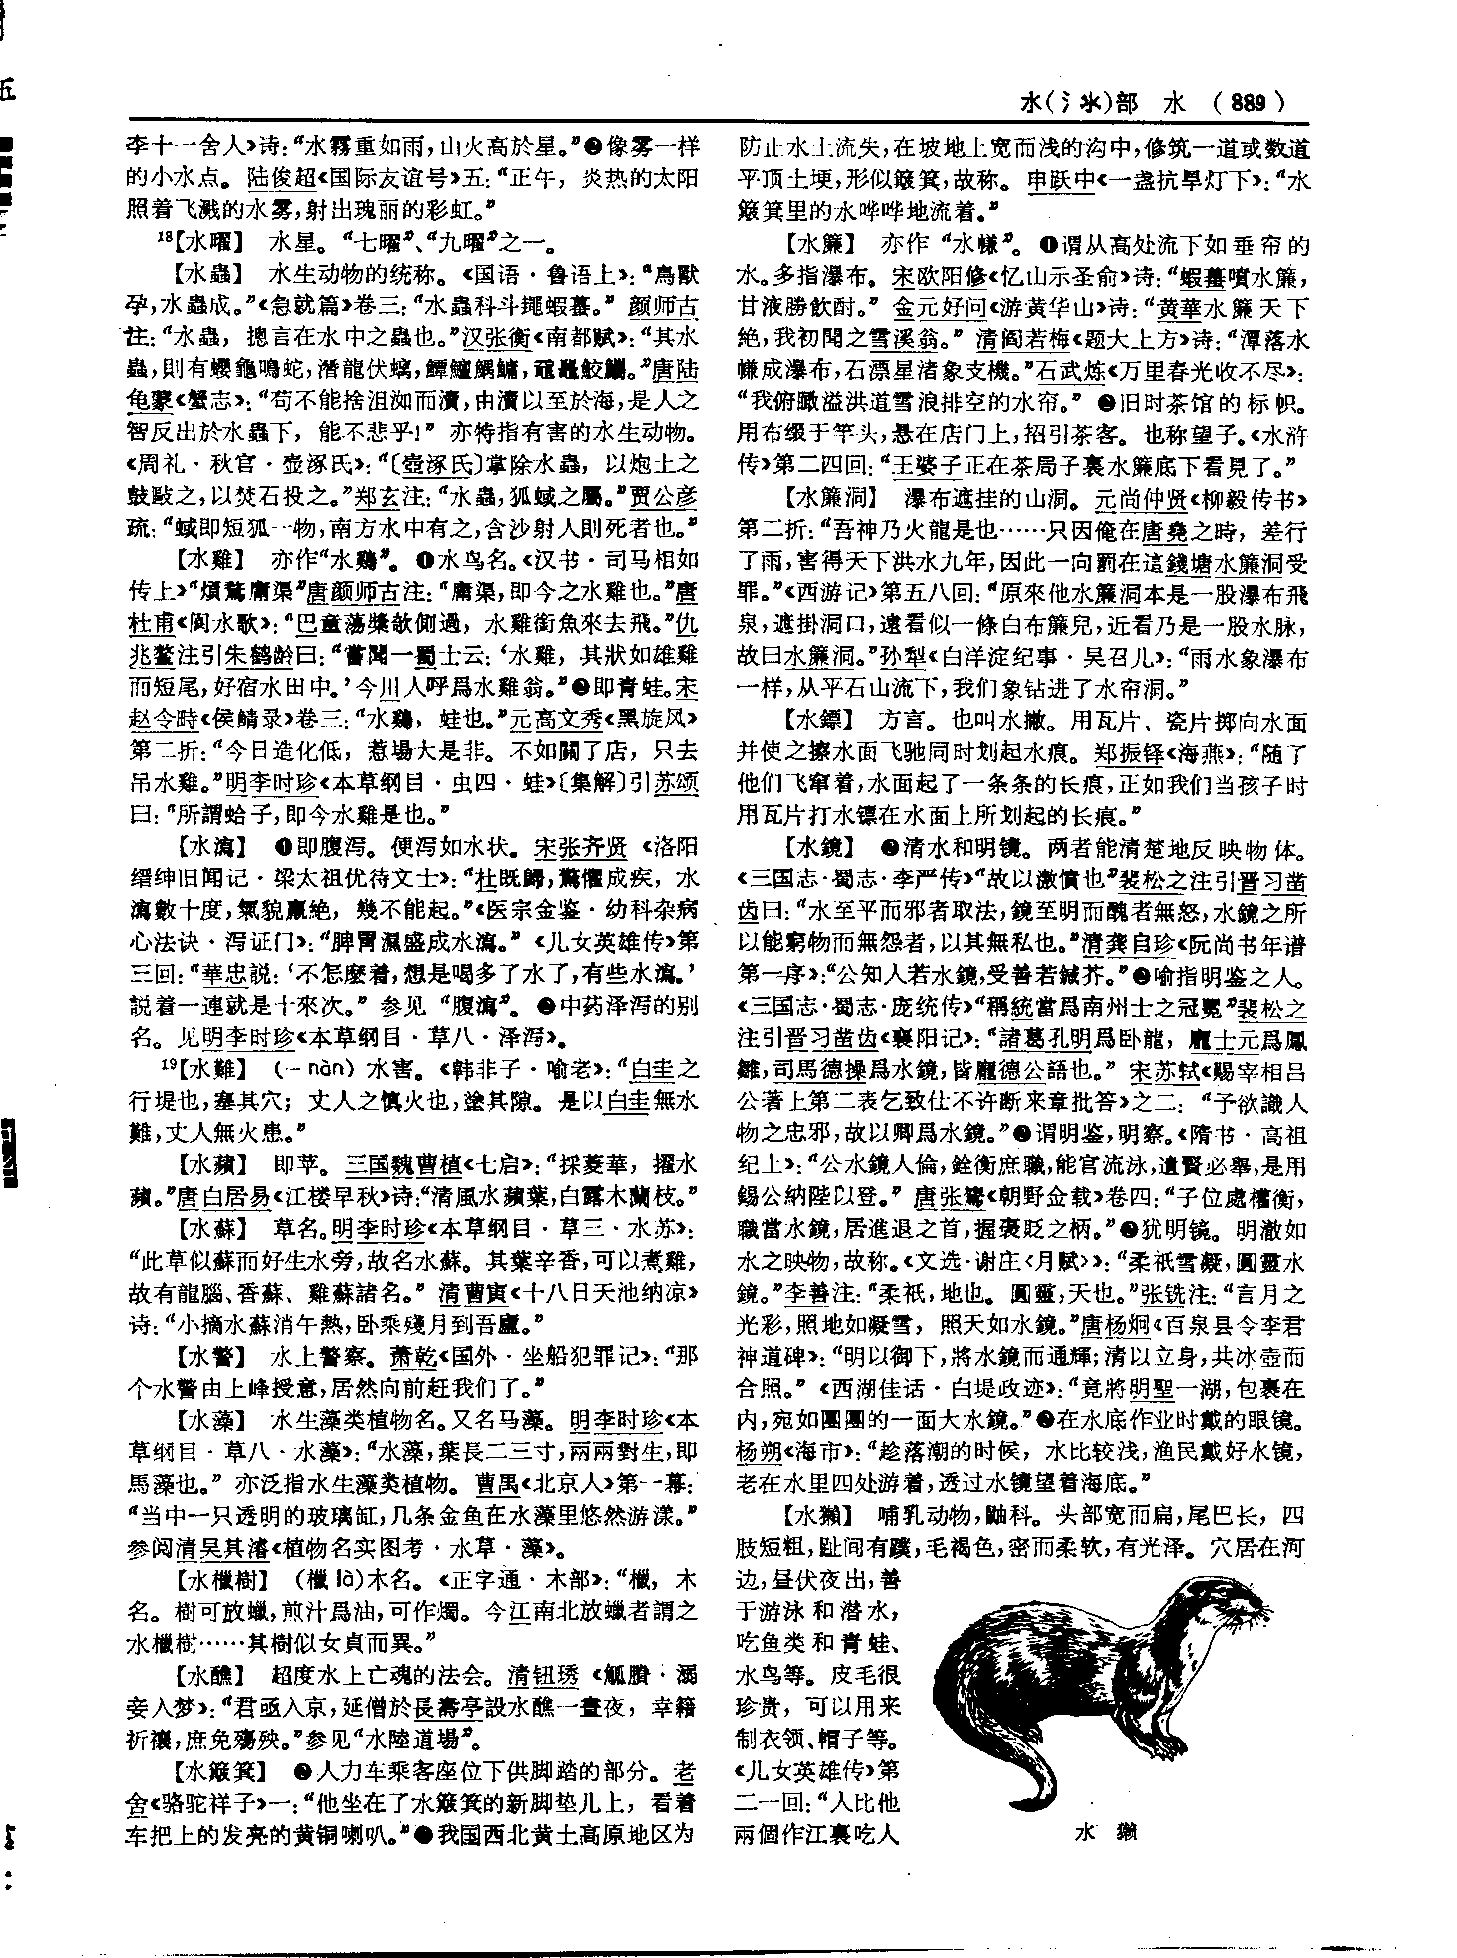 水(氵氺)部　水　(889)
李十一舍人》诗：“水霧重如雨，山火高於星。”❷像雾一样
的小水点。陆俊超《国际友谊号》五：“正午，炎热的太阳
照着飞溅的水雾，射出瑰丽的彩虹。”
18【水曜】　水星。“七曜”、“九曜”之一。
【水蟲】　水生动物的统称。《国语·鲁语上》：“鳥獸
孕，水蟲成。”《急就篇》卷三：“水蟲科斗䵷蝦蟇。”颜师古
注：“水蟲，摠言在水中之蟲也。”汉张衡《南都赋》：“其水
蟲，則有蠳龜鳴蛇，潛龍伏螭，鱏鱣鰅鳙，黿鼉鮫觿。”唐陆
龟蒙《蟹志》：“苟不能捨沮洳而瀆，由瀆以至於海，是人之
智反出於水蟲下，能不悲乎！”亦特指有害的水生动物。
《周礼·秋官·壶涿氏》：“〔壺涿氏〕掌除水蟲，以炮土之
鼓敺之，以焚石投之。”郑玄注：“水蟲，狐蜮之屬。”贾公彦
疏：“蜮即短狐一物，南方水中有之，含沙射人則死者也。”
【水雞】　亦作“水鷄”。❶水鸟名。《汉书·司马相如
传上》“煩鶩庸渠”唐颜师古注：“庸渠，即今之水雞也。”唐
杜甫《阆水歌》：“巴童蕩槳欹側過，水雞銜魚來去飛。”仇
兆鳌注引朱鹤龄曰：“嘗聞一蜀士云：‘水雞，其狀如雄雞
而短尾，好宿水田中。’今川人呼爲水雞翁。”❷即青蛙。宋
赵令畤《侯鲭录》卷三：“水鷄，蛙也。”元高文秀《黑旋风》
第二折：“今日造化低，惹場大是非。不如關了店，只去
吊水雞。”明李时珍《本草纲目·虫四·蛙》〔集解〕引苏颂
曰：“所謂蛤子，即今水雞是也。”
【水瀉】　❶即腹泻。便泻如水状。宋张齐贤《洛阳
缙绅旧闻记·梁太祖优待文士》：“杜既歸，驚懼成疾，水
瀉數十度，氣貌羸絶，幾不能起。”《医宗金鉴·幼科杂病
心法诀·泻证门》：“脾胃濕盛成水瀉。”《儿女英雄传》第
三回：“華忠説：‘不怎麽着，想是喝多了水了，有些水瀉。’
説着一連就是十來次。”参见“腹瀉”。❷中药泽泻的别
名。见明李时珍《本草纲目·草八·泽泻》。
19【水難】　(-nàn)水害。《韩非子·喻老》：“白圭之
行堤也，塞其穴；丈人之慎火也，塗其隙。是以白圭無水
難，丈人無火患。”
【水蘋】　即苹。三国魏曹植《七启》：“採菱華，擢水
蘋。”唐白居易《江楼早秋》诗：“清風水蘋葉，白露木蘭枝。”
【水蘇】　草名。明李时珍《本草纲目·草三·水苏》：
“此草似蘇而好生水旁，故名水蘇。其葉辛香，可以煮雞，
故有龍腦、香蘇、雞蘇諸名。”清曹寅《十八日天池纳凉》
诗：“小摘水蘇消午熱，卧乘殘月到吾廬。”
【水警】　水上警察。萧乾《国外·坐船犯罪记》：“那
个水警由上峰授意，居然向前赶我们了。”
【水藻】　水生藻类植物名。又名马藻。明李时珍《本
草纲目·草八·水藻》：“水藻，葉長二三寸，兩兩對生，即
馬藻也。”亦泛指水生藻类植物。曹禺《北京人》第一幕：
“当中一只透明的玻璃缸，几条金鱼在水藻里悠然游漾。”
参阅清吴其濬《植物名实图考·水草·藻》。
【水櫼樹】　(櫼là)木名。《正字通·木部》：“櫼，木
名。樹可放蠟，煎汁爲油，可作燭。今江南北放蠟者謂之
水櫼樹……其樹似女貞而異。”
【水醮】　超度水上亡魂的法会。清钮琇《觚賸·溺
妾入梦》：“君亟入京，延僧於長壽亭設水醮一晝夜，幸籍
祈禳，庶免殤殃。”参见“水陸道場”。
【水簸箕】　❶人力车乘客座位下供脚踏的部分。老
舍《骆驼祥子》一：“他坐在了水簸箕的新脚垫儿上，看着
车把上的发亮的黄铜喇叭。”❷我国西北黄土高原地区为
防止水土流失，在坡地上宽而浅的沟中，修筑一道或数道
平顶土埂，形似簸箕，故称。申跃中《一盏抗旱灯下》：“水
簸箕里的水哗哗地流着。”
【水簾】　亦作“水㡘”。❶谓从高处流下如垂帘的
水。多指瀑布。宋欧阳修《忆山示圣俞》诗：“蝦蟇噴水簾，
甘液勝飲酎。”金元好问《游黄华山》诗：“黄華水簾天下
絶，我初聞之雪溪翁。”清阎若梅《题大上方》诗：“潭落水
㡘成瀑布，石漂星渚象支機。”石武炼《万里春光收不尽》：
“我俯瞰溢洪道雪浪排空的水帘。”❷旧时茶馆的标帜。
用布缀于竿头，悬在店门上，招引茶客。也称望子。《水浒
传》第二四回：“王婆子正在茶局子裏水簾底下看見了。”
【水簾洞】　瀑布遮挂的山洞。元尚仲贤《柳毅传书》
第二折：“吾神乃火龍是也……只因俺在唐堯之時，差行
了雨，害得天下洪水九年，因此一向罰在這錢塘水簾洞受
罪。”《西游记》第五八回：“原來他水簾洞本是一股瀑布飛
泉，遮掛洞口，遠看似一條白布簾兒，近看乃是一股水脉，
故曰水簾洞。”孙犁《白洋淀纪事·吴召儿》：“雨水象瀑布
一样，从平石山流下，我们象钻进了水帘洞。”
【水鏢】　方言。也叫水撇。用瓦片、瓷片掷向水面
并使之擦水面飞驰同时划起水痕。郑振铎《海燕》：“随了
他们飞窜着，水面起了一条条的长痕，正如我们当孩子时
用瓦片打水镖在水面上所划起的长痕。”
【水鏡】　❶清水和明镜。两者能清楚地反映物体。
《三国志·蜀志·李严传》“故以激憤也”裴松之注引晋习凿
齿曰：“水至平而邪者取法，鏡至明而醜者無怒，水鏡之所
以能窮物而無怨者，以其無私也。”清龚自珍《阮尚书年谱
第一序》：“公知人若水鏡，受善若鍼芥。”❷喻指明鉴之人。
《三国志·蜀志·庞统传》“稱統當爲南州士之冠冕”裴松之
注引晋习凿齿《襄阳记》：“諸葛孔明爲卧龍，龐士元爲鳳
雛，司馬德操爲水鏡，皆龐德公語也。”宋苏轼《赐宰相吕
公著上第二表乞致仕不许断来章批答》之二：“予欲識人
物之忠邪，故以卿爲水鏡。”❸谓明鉴，明察。《隋书·高祖
纪上》：“公水鏡人倫，銓衡庶職，能官流泳，遺賢必舉，是用
錫公納陛以登。”唐张鷟《朝野佥载》卷四：“子位處權衡，
職當水鏡，居進退之首，握褒貶之柄。”❹犹明镜。明澈如
水之映物，故称。《文选·谢庄〈月赋〉》：“柔祇雪凝，圓靈水
鏡。”李善注：“柔祇，地也。圓靈，天也。”张铣注：“言月之
光彩，照地如凝雪，照天如水鏡。”唐杨炯《百泉县令李君
神道碑》：“明以御下，將水鏡而通輝；清以立身，共冰壺而
合照。”《西湖佳话·白堤政迹》：“竟將明聖一湖，包裹在
内，宛如團團的一面大水鏡。”❺在水底作业时戴的眼镜。
杨朔《海市》：“趁落潮的时候，水比较浅，渔民戴好水镜，
老在水里四处游着，透过水镜望着海底。”
【水獺】　哺乳动物，鼬科。头部宽而扁，尾巴长，四
肢短粗，趾间有蹼，毛褐色，密而柔软，有光泽。穴居在河
边，昼伏夜出，善
于游泳和潜水，
吃鱼类和青蛙、
水鸟等。皮毛很
珍贵，可以用来
制衣领、帽子等。
《儿女英雄传》第
二一回：“人比他
兩個作江裏吃人
水　獺